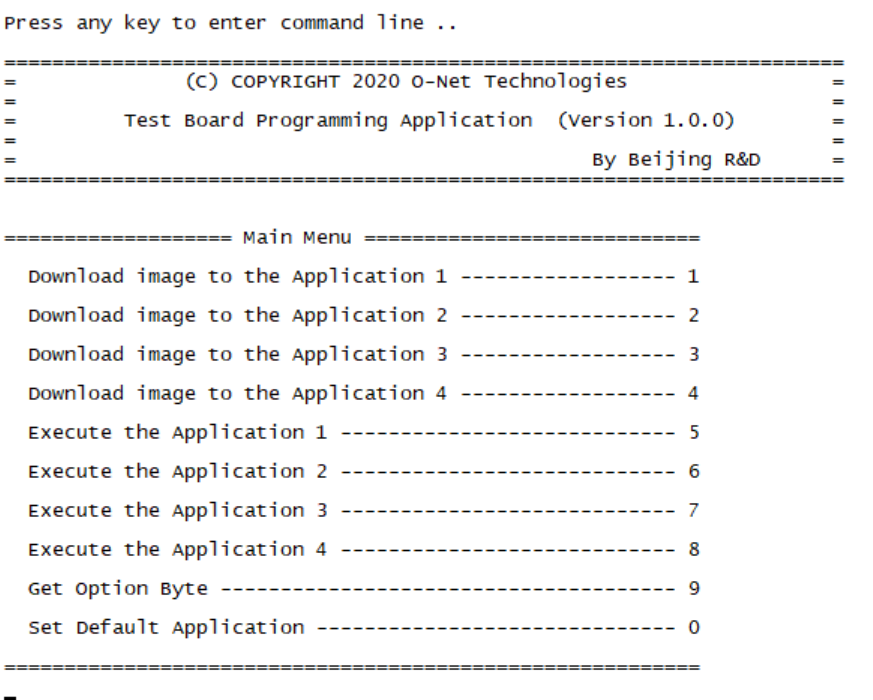 Press any key to enter command line ..
======================================================================
=              (C) COPYRIGHT 2020 O-Net Technologies                 =
=                                                                    =
=         Test Board Programming Application  (Version 1.0.0)        =
=                                                                    =
=                                                By Beijing R&D      =
======================================================================
=================== Main Menu ============================
  Download image to the Application 1 ------------------ 1
  Download image to the Application 2 ------------------ 2
  Download image to the Application 3 ------------------ 3
  Download image to the Application 4 ------------------ 4
  Execute the Application 1 ---------------------------- 5
  Execute the Application 2 ---------------------------- 6
  Execute the Application 3 ---------------------------- 7
  Execute the Application 4 ---------------------------- 8
  Get Option Byte -------------------------------------- 9
  Set Default Application ------------------------------ 0
==========================================================